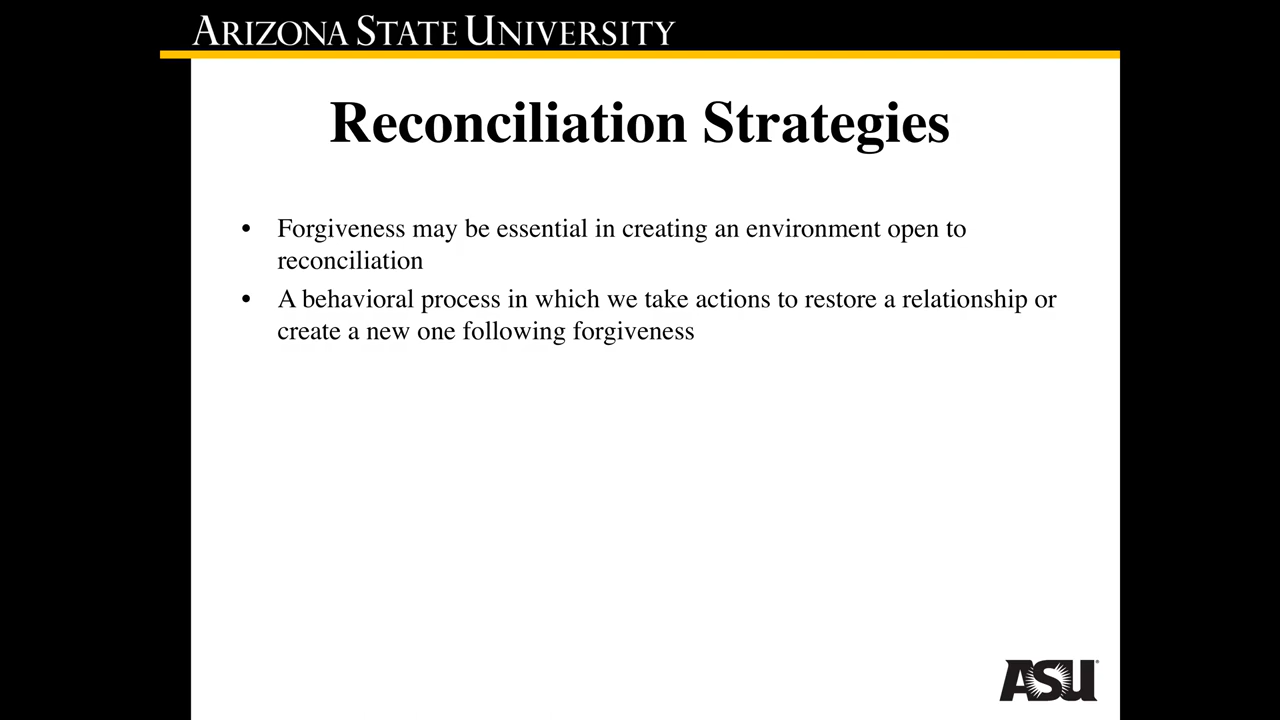 ARIZONA STATE UNIVERSITY
Reconciliation Strategies
• Forgiveness may be essential in creating an environment open to
reconciliation
• A behavioral process in which we take actions to restore a relationship or
create a new one following forgiveness
ASU